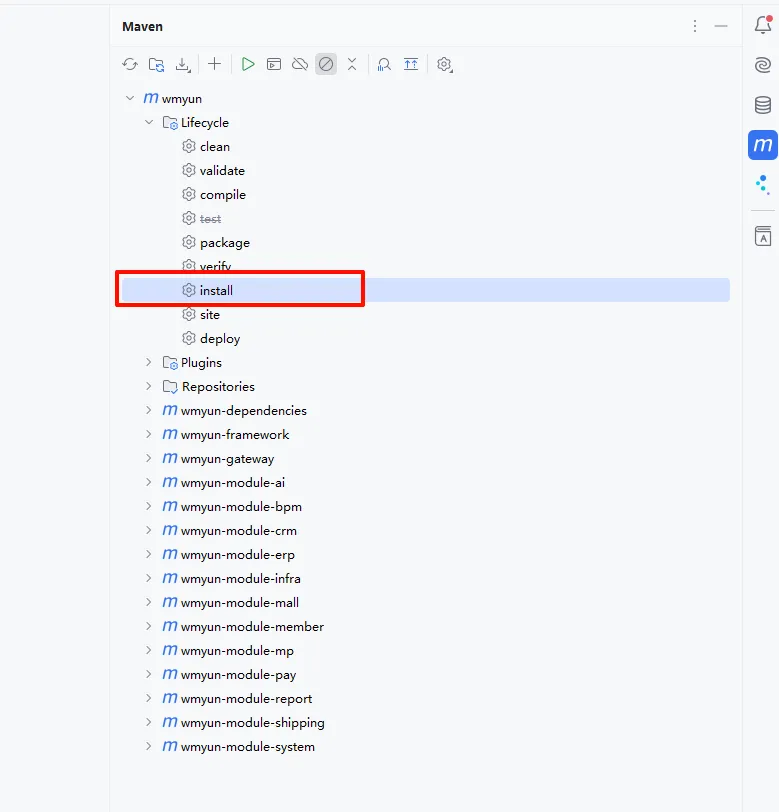 Maven
m wmyun
Lifecycle
clean
validate
compile
test
package
verify
install
site
deploy
Plugins
Repositories
m wmyun-dependencies
m wmyun-framework
m wmyun-gateway
m wmyun-module-ai
m wmyun-module-bpm
m wmyun-module-crm
m wmyun-module-erp
m wmyun-module-infra
m wmyun-module-mall
m wmyun-module-member
m wmyun-module-mp
m wmyun-module-pay
m wmyun-module-report
m wmyun-module-shipping
m wmyun-module-system
m
A